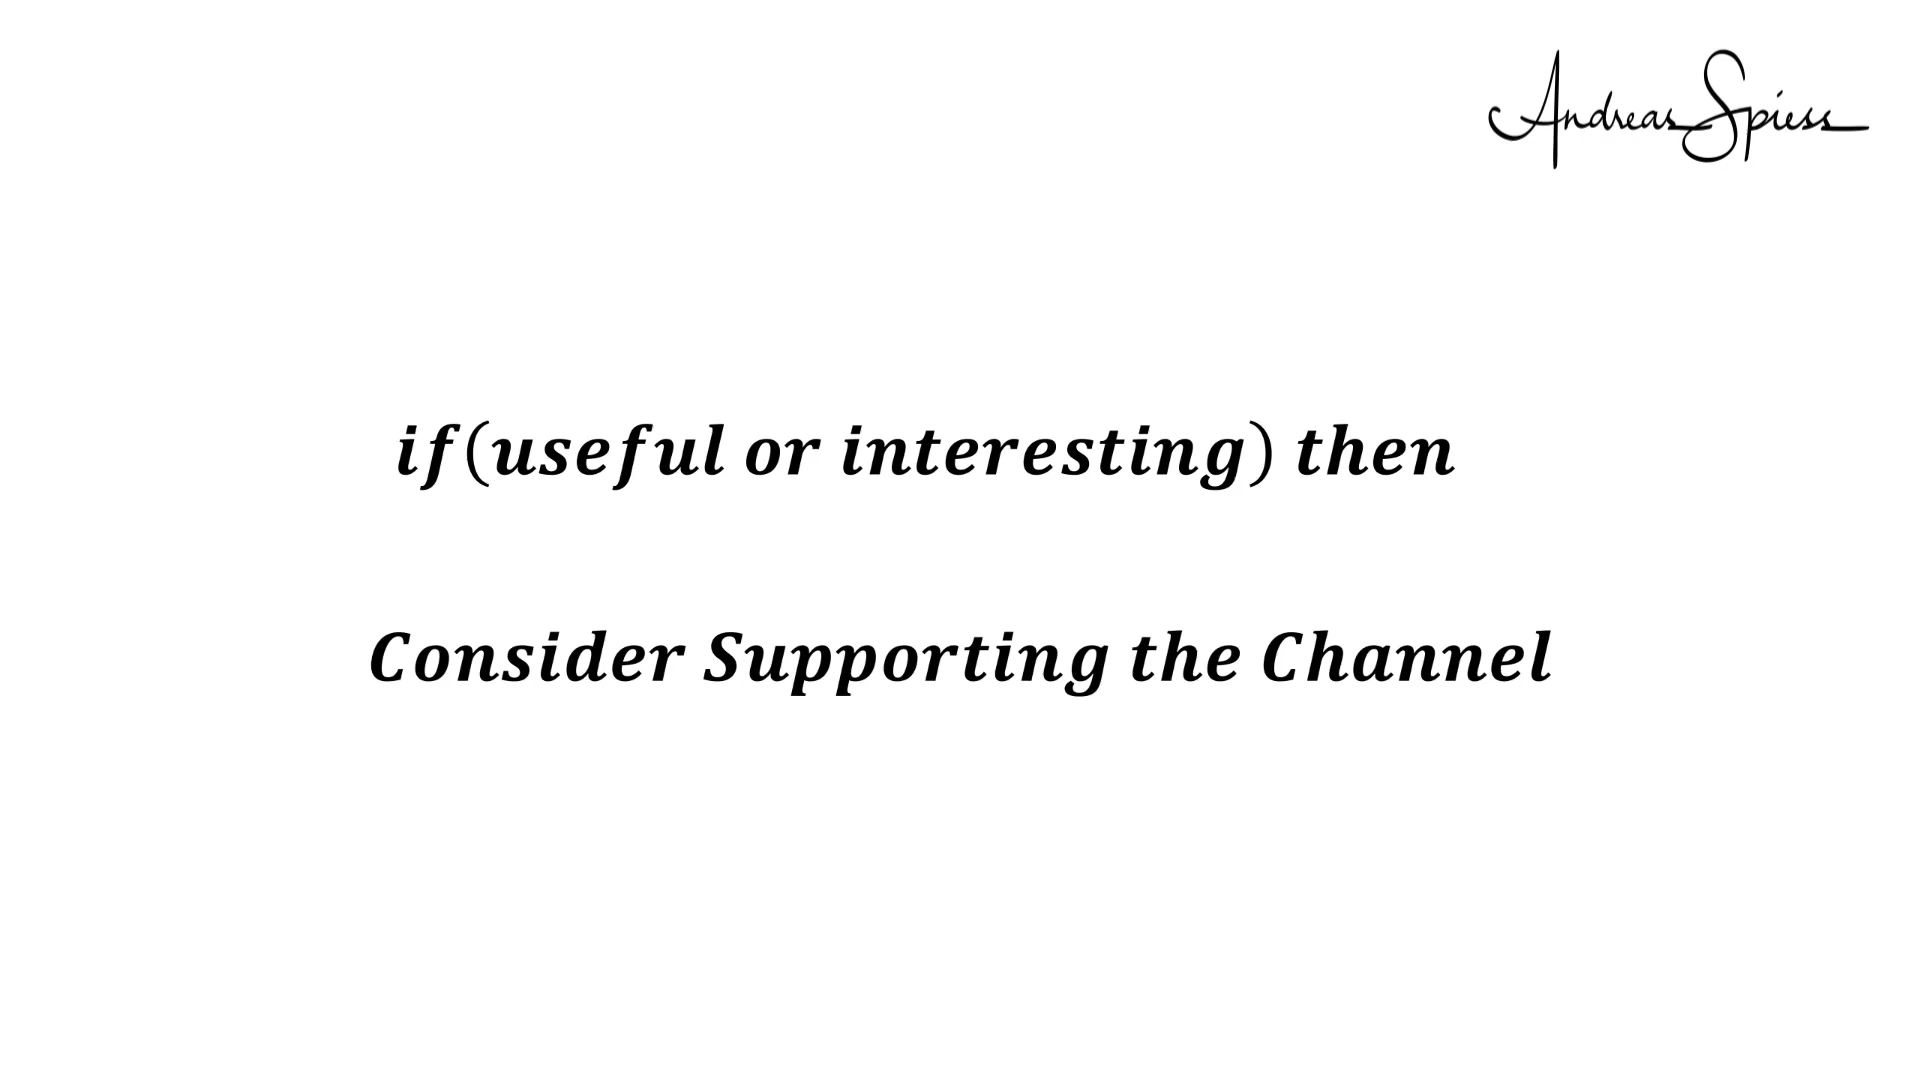 Andreas Spiess
if(useful or interesting) then
Consider Supporting the Channel